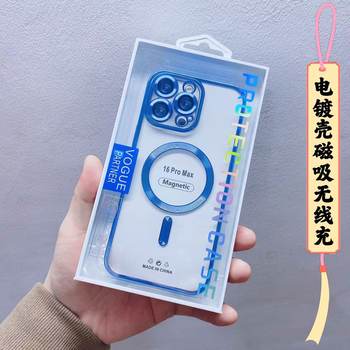 电镀壳磁吸无线充
PROTECTION CASE
VOGUE
PARTNER
16 Pro Max
Magnetic
MADE IN CHINA